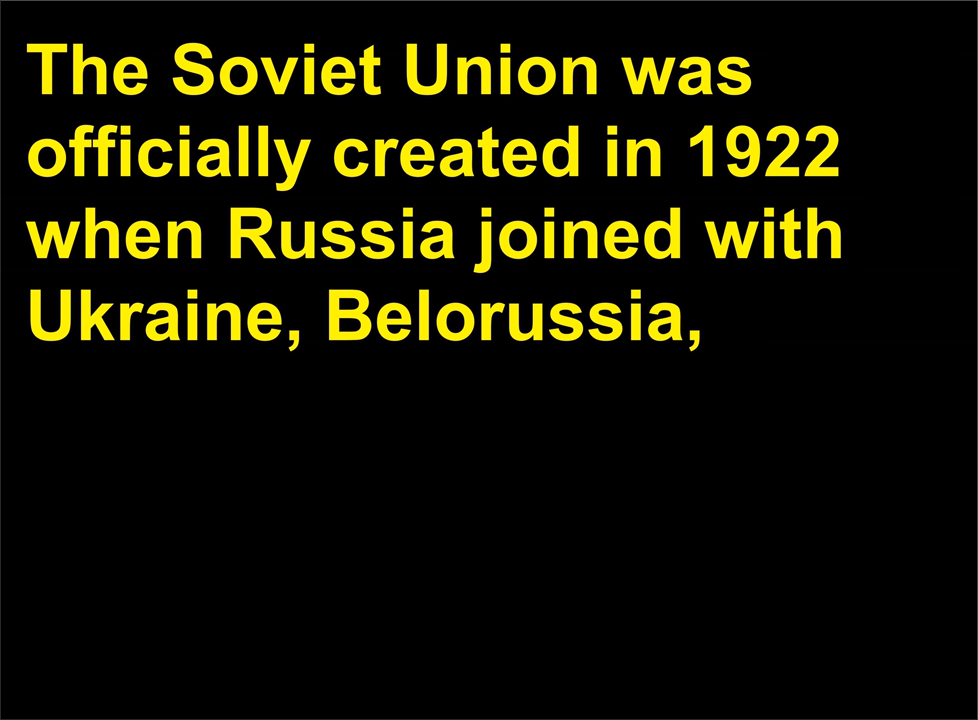 The Soviet Union was
officially created in 1922
when Russia joined with
Ukraine, Belorussia,